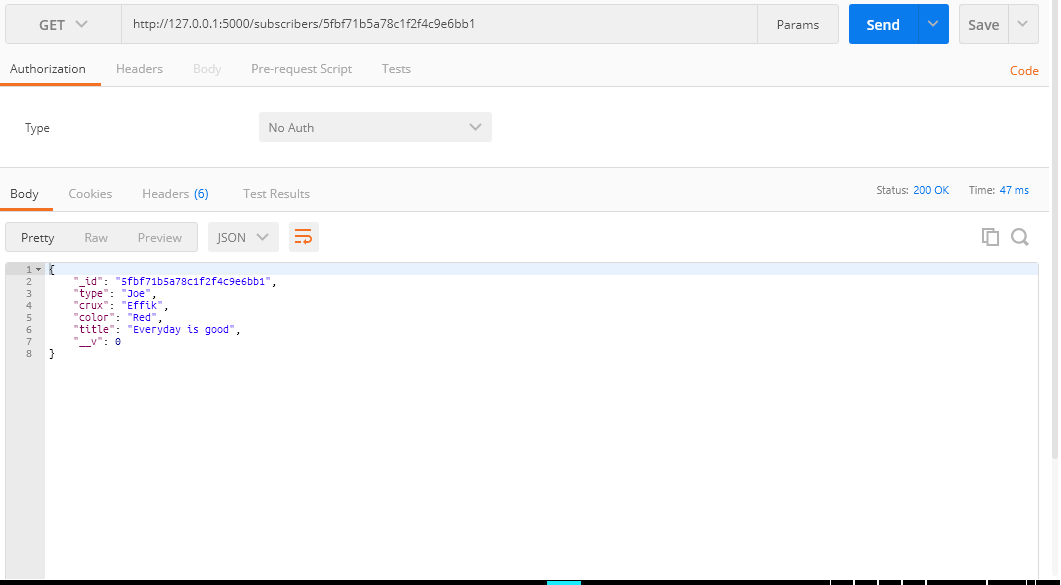 GET http://127.0.0.1:5000/subscribers/5fbf71b5a78c1f2f4c9e6bb1 Params Send Save
Authorization Headers Body Pre-request Script Tests Code
Type No Auth
Body Cookies Headers (6) Test Results Status: 200 OK Time: 47 ms
Pretty Raw Preview JSON
1 {
2 "_id": "5fbf71b5a78c1f2f4c9e6bb1",
3 "type": "Joe",
4 "crux": "Effik",
5 "color": "Red",
6 "title": "Everyday is good",
7 "__v": 0
8 }